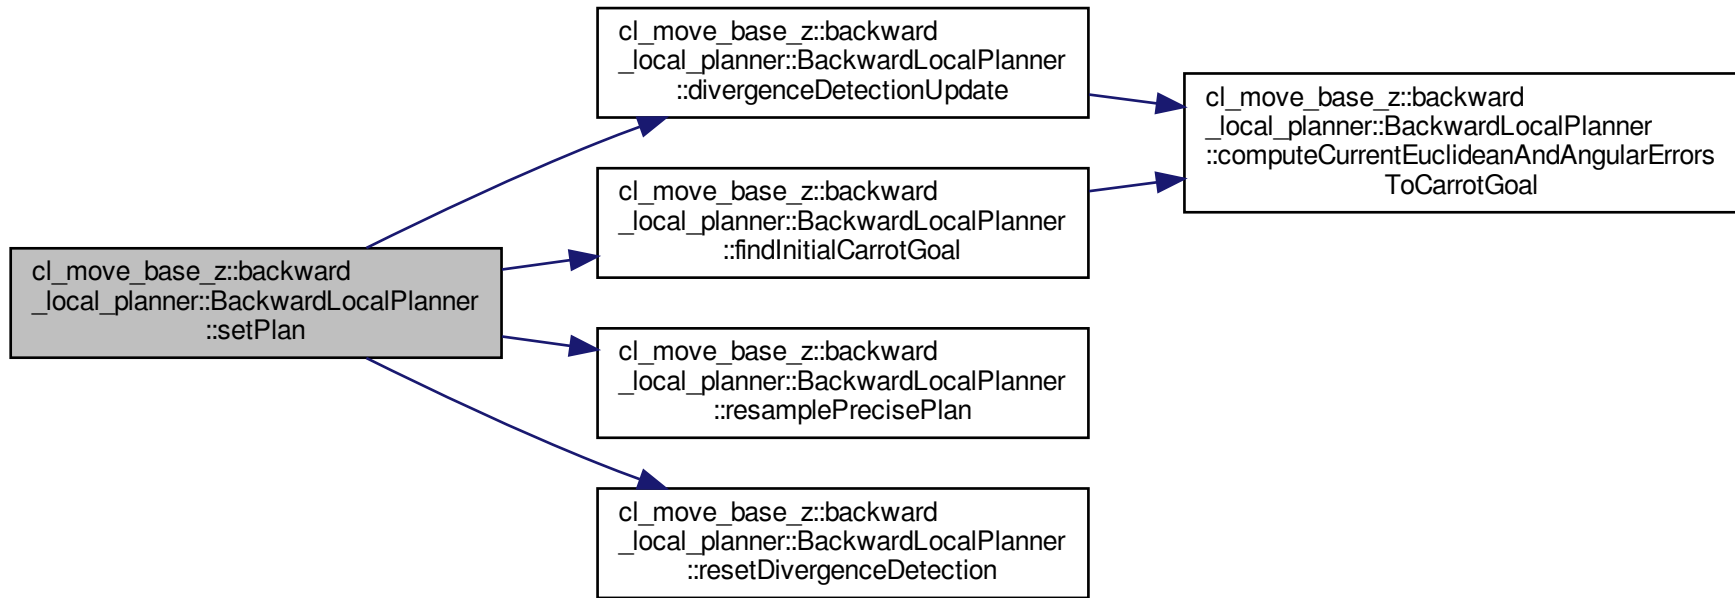 cl_move_base_z::backward
_local_planner::BackwardLocalPlanner
::setPlan
cl_move_base_z::backward
_local_planner::BackwardLocalPlanner
::divergenceDetectionUpdate
cl_move_base_z::backward
_local_planner::BackwardLocalPlanner
::findInitialCarrotGoal
cl_move_base_z::backward
_local_planner::BackwardLocalPlanner
::resamplePrecisePlan
cl_move_base_z::backward
_local_planner::BackwardLocalPlanner
::resetDivergenceDetection
cl_move_base_z::backward
_local_planner::BackwardLocalPlanner
::computeCurrentEuclideanAndAngularErrors
ToCarrotGoal